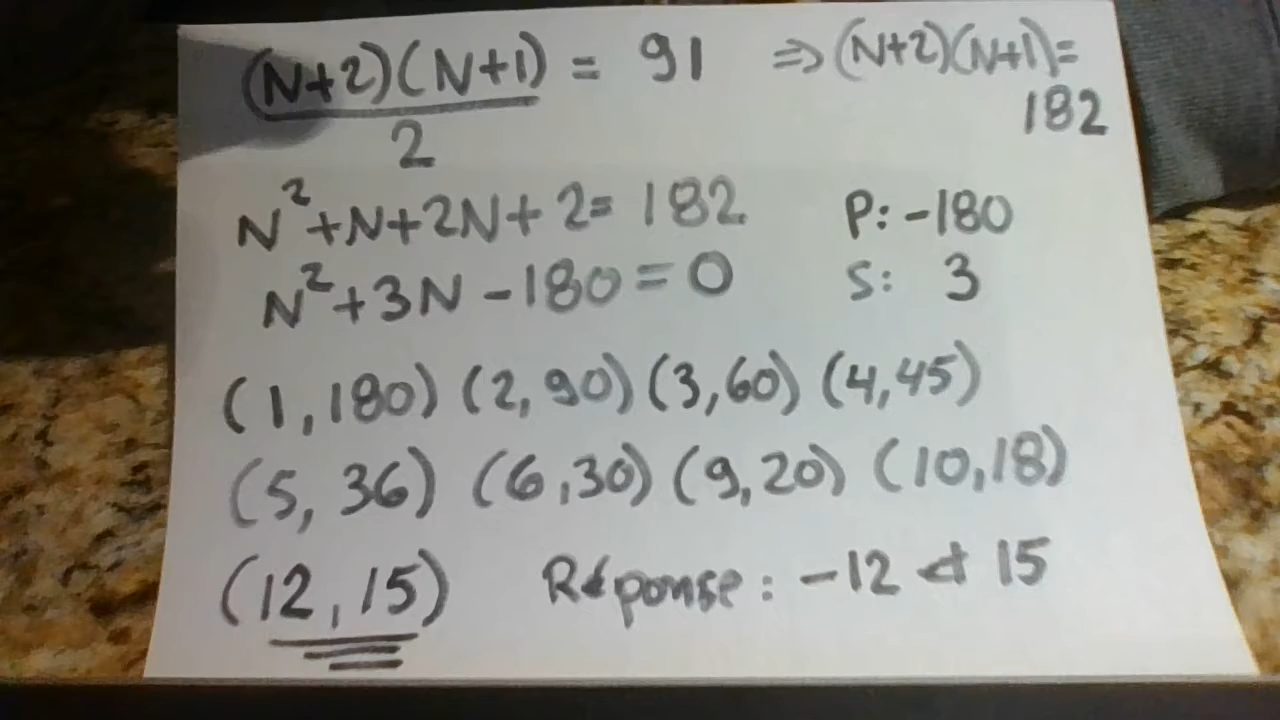 (N+2)(N+1)/2 = 91 ⇒ (N+2)(N+1)= 182
N²+N+2N+2= 182 P: -180
N²+3N-180=0 S: 3
(1,180) (2,90) (3,60) (4,45)
(5, 36) (6,30) (9,20) (10,18)
(12,15) Réponse: -12 et 15